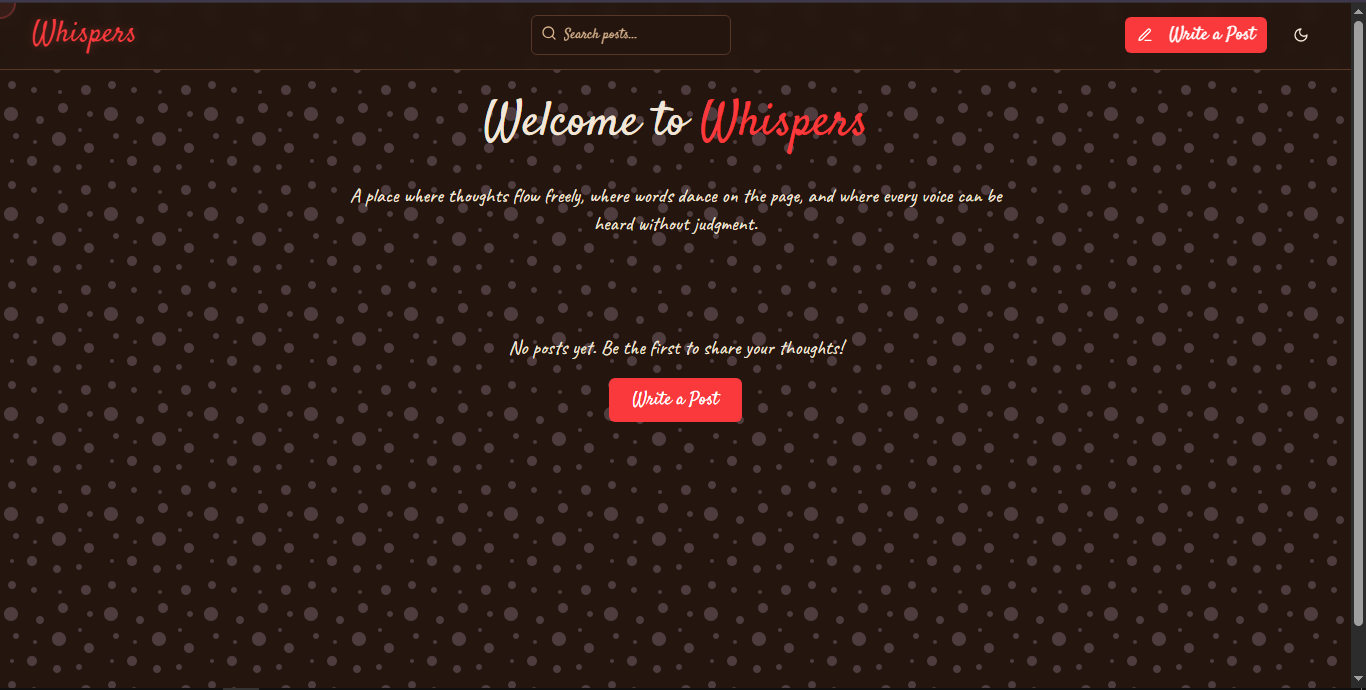 Whispers
Search posts...
Write a Post
Welcome to Whispers
A place where thoughts flow freely, where words dance on the page, and where every voice can be
heard without judgment.
No posts yet. Be the first to share your thoughts!
Write a Post